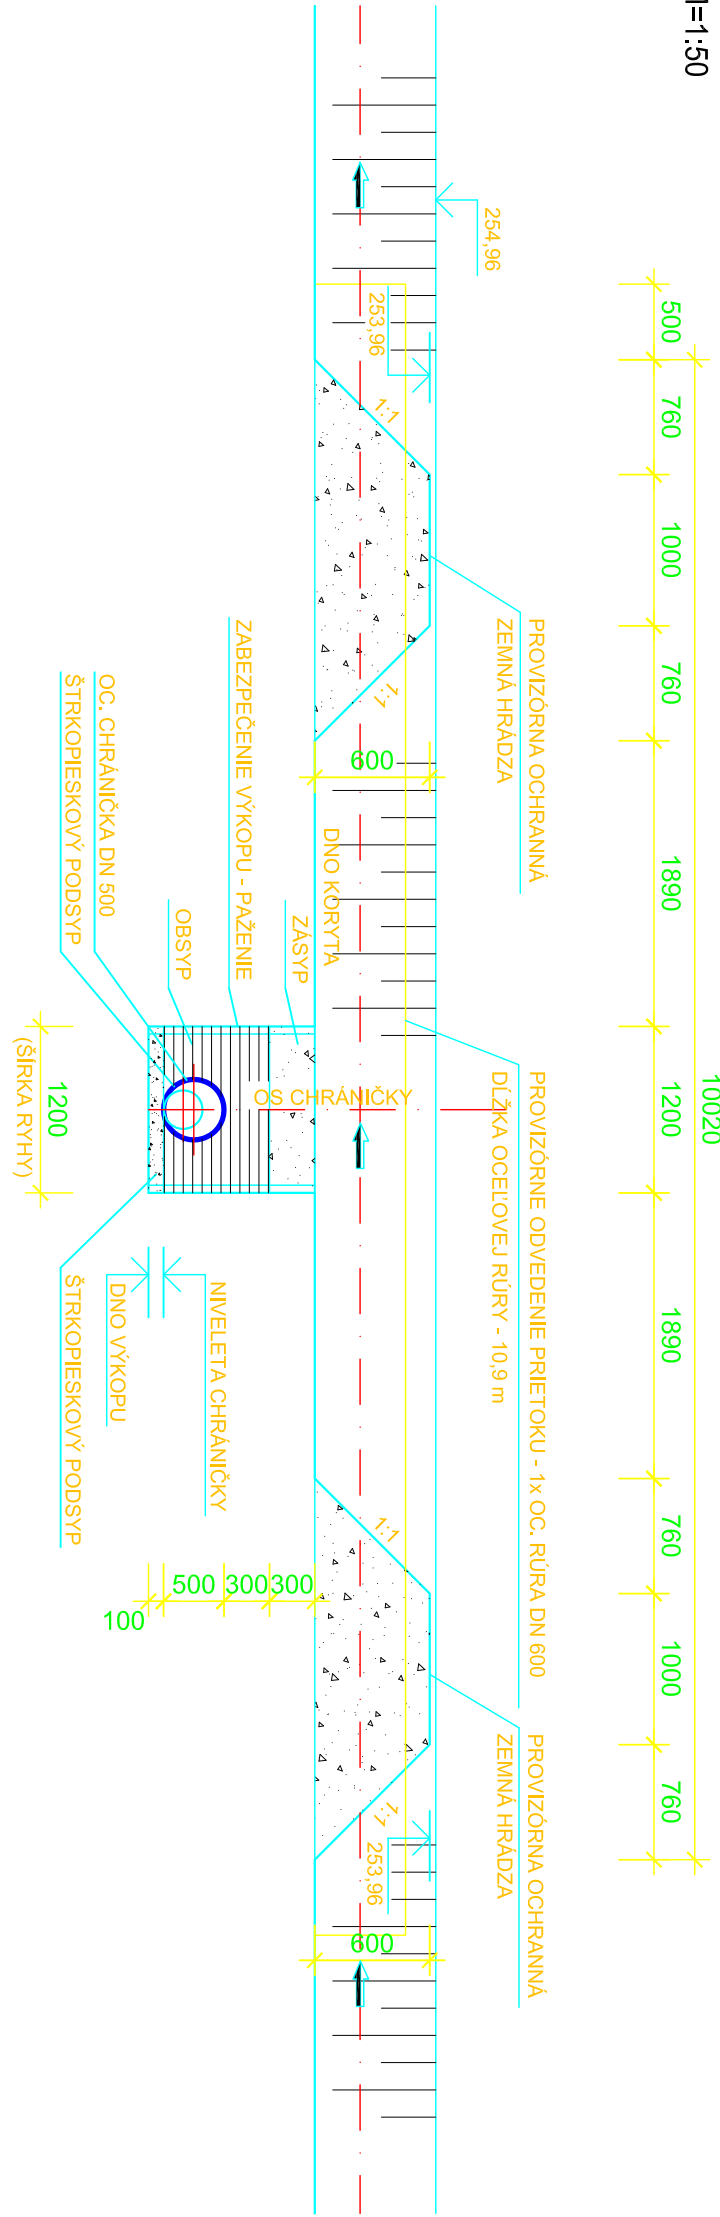 M=1:50
10020
500
760
1000
760
1890
1200
1890
760
1000
760
254,96
253,96
1:1
1:1
PROVIZÓRNA OCHRANNÁ
ZEMNÁ HRÁDZA
600
PROVIZÓRNE ODVEDENIE PRIETOKU - 1x OC. RÚRA DN 600
DĹŽKA OCEĽOVEJ RÚRY - 10,9 m
PROVIZÓRNA OCHRANNÁ
ZEMNÁ HRÁDZA
1:1
1:1
253,96
600
DNO KORYTA
ZÁSYP
OS CHRÁNIČKY
ZABEZPEČENIE VÝKOPU - PAŽENIE
OBSYP
OC. CHRÁNIČKA DN 500
ŠTRKOPIESKOVÝ PODSYP
1200
(ŠÍRKA RYHY)
NIVELETA CHRÁNIČKY
DNO VÝKOPU
ŠTRKOPIESKOVÝ PODSYP
300
300
500
100